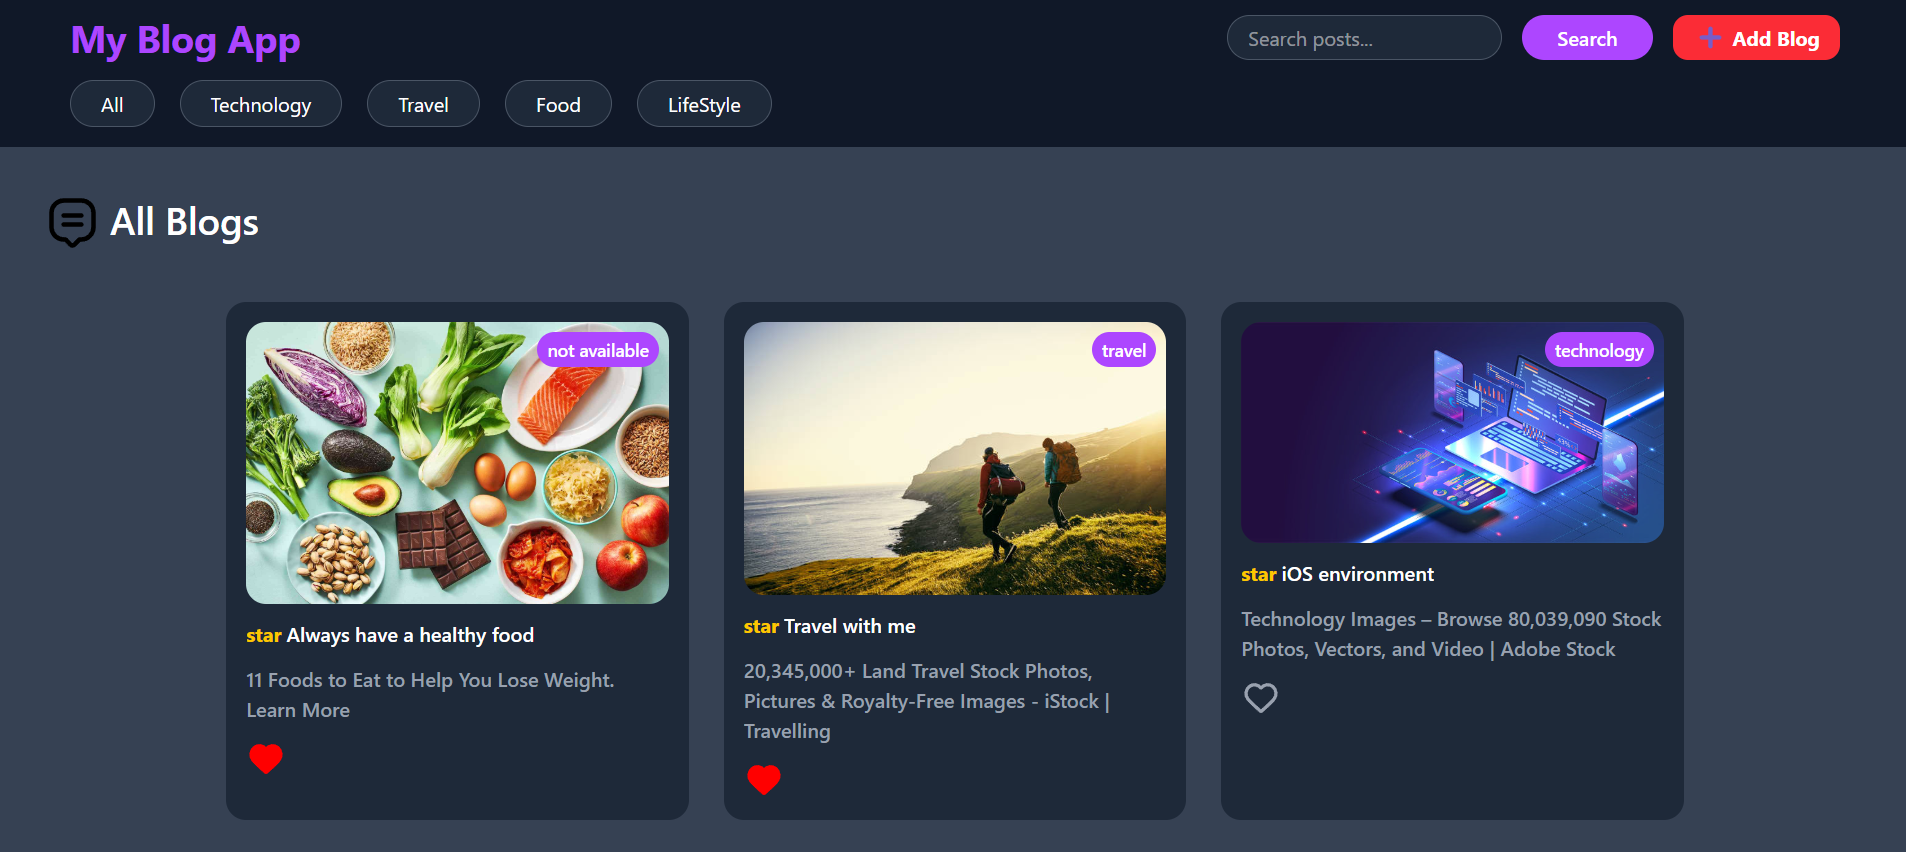 My Blog App
Search posts...
Search
Add Blog
All
Technology
Travel
Food
LifeStyle
All Blogs
not available
star Always have a healthy food
11 Foods to Eat to Help You Lose Weight.
Learn More
travel
star Travel with me
20,345,000+ Land Travel Stock Photos,
Pictures & Royalty-Free Images - iStock |
Travelling
technology
star iOS environment
Technology Images – Browse 80,039,090 Stock
Photos, Vectors, and Video | Adobe Stock